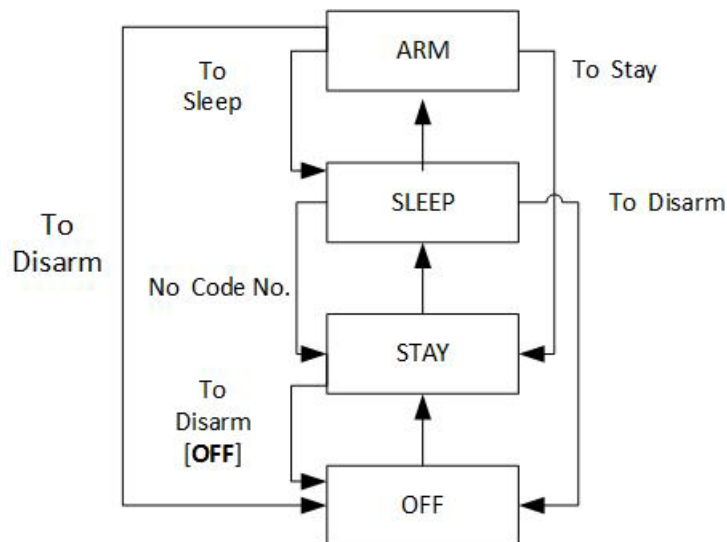 ARM
To
Sleep
To Stay
SLEEP
To Disarm
To
Disarm
No Code No.
STAY
To
Disarm
[OFF]
OFF